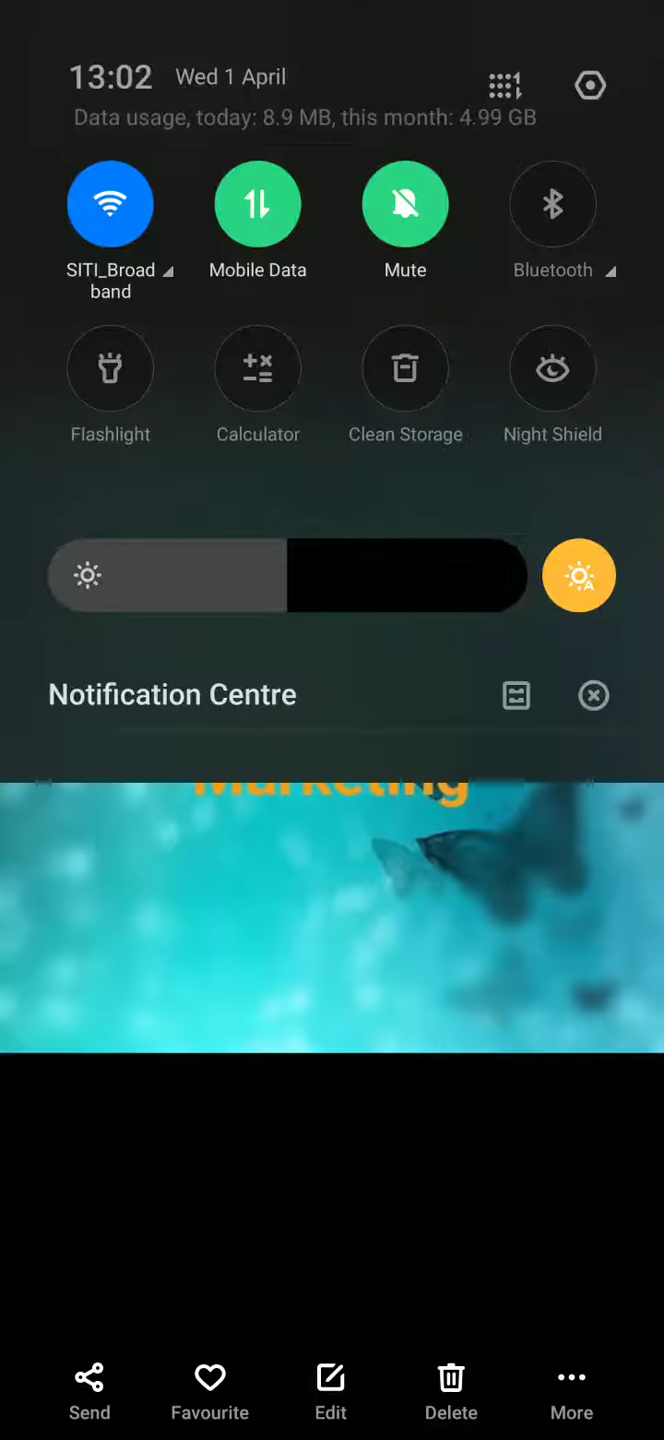 13:02 Wed 1 April
Data usage, today: 8.9 MB, this month: 4.99 GB
SITI_Broad
band
Mobile Data
Mute
Bluetooth
Flashlight
Calculator
Clean Storage
Night Shield
A
Notification Centre
Marketing
Send
Favourite
Edit
Delete
More